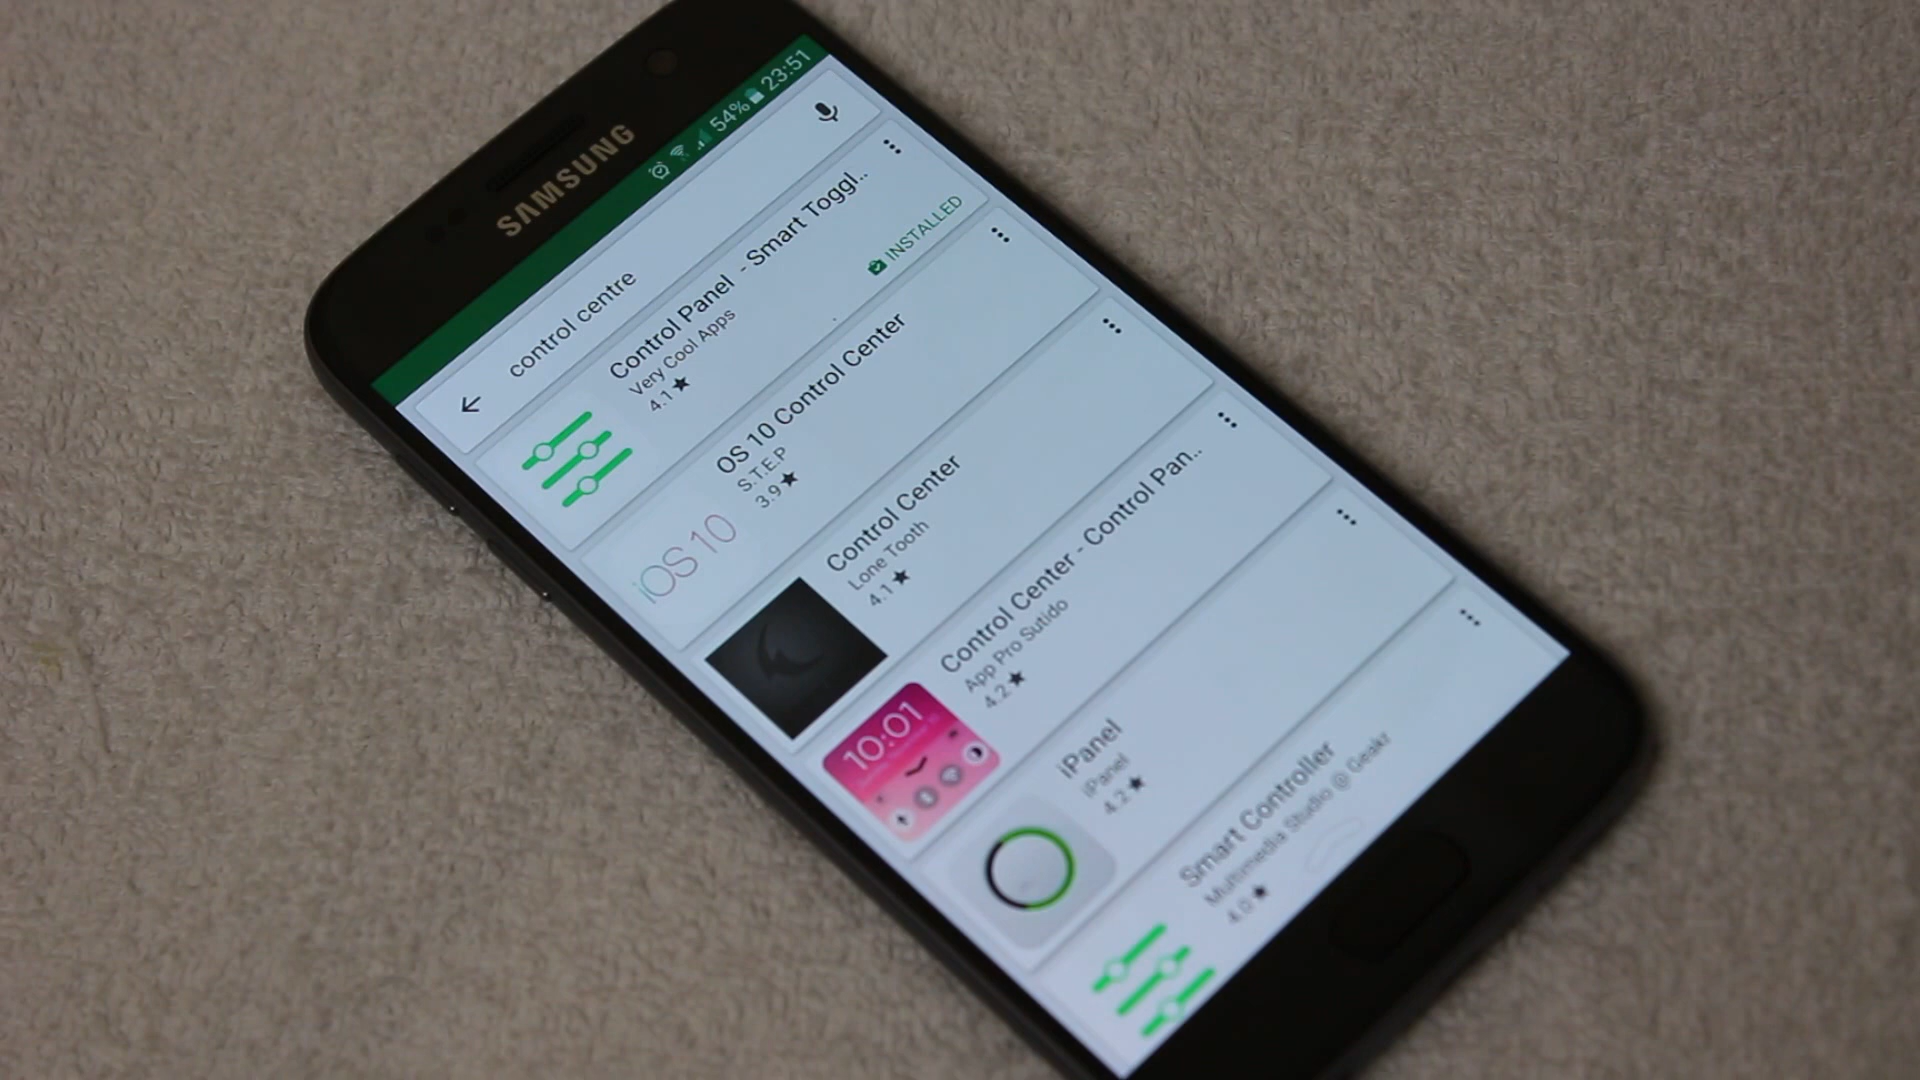 SAMSUNG
54% 23:51
control centre
Control Panel - Smart Toggl..
Very Cool Apps
4.1★
INSTALLED
OS 10 Control Center
S.T.E.P
3.9★
iOS 10
Control Center
Lone Tooth
4.1★
Control Center - Control Pan..
App Pro Sutido
4.2★
10:01
iPanel
iPanel
4.2★
Smart Controller
Multimedia Studio @ Geakr
4.0★